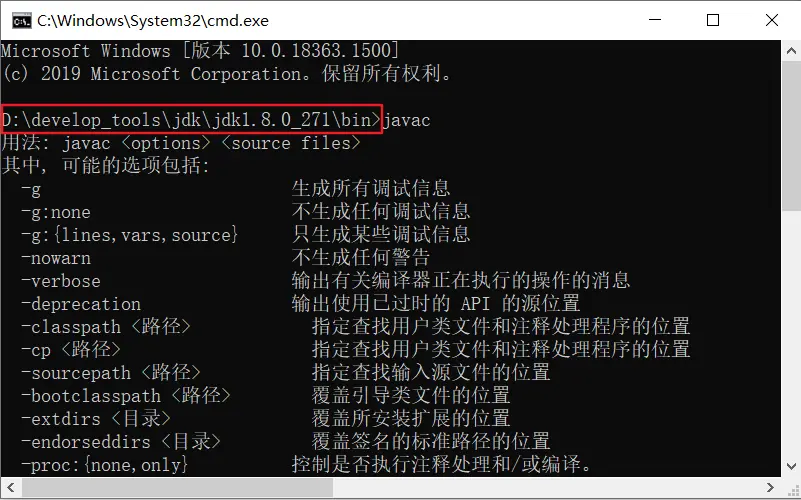 C:\Windows\System32\cmd.exe
Microsoft Windows [版本 10.0.18363.1500]
(c) 2019 Microsoft Corporation。保留所有权利。
D:\develop_tools\jdk\jdk1.8.0_271\bin>javac
用法: javac <options> <source files>
其中, 可能的选项包括:
-g 生成所有调试信息
-g:none 不生成任何调试信息
-g:{lines,vars,source} 只生成某些调试信息
-nowarn 不生成任何警告
-verbose 输出有关编译器正在执行的操作的消息
-deprecation 输出使用已过时的 API 的源位置
-classpath <路径> 指定查找用户类文件和注释处理程序的位置
-cp <路径> 指定查找用户类文件和注释处理程序的位置
-sourcepath <路径> 指定查找输入源文件的位置
-bootclasspath <路径> 覆盖引导类文件的位置
-extdirs <目录> 覆盖所安装扩展的位置
-endorseddirs <目录> 覆盖签名的标准路径的位置
-proc:{none,only} 控制是否执行注释处理和/或编译。